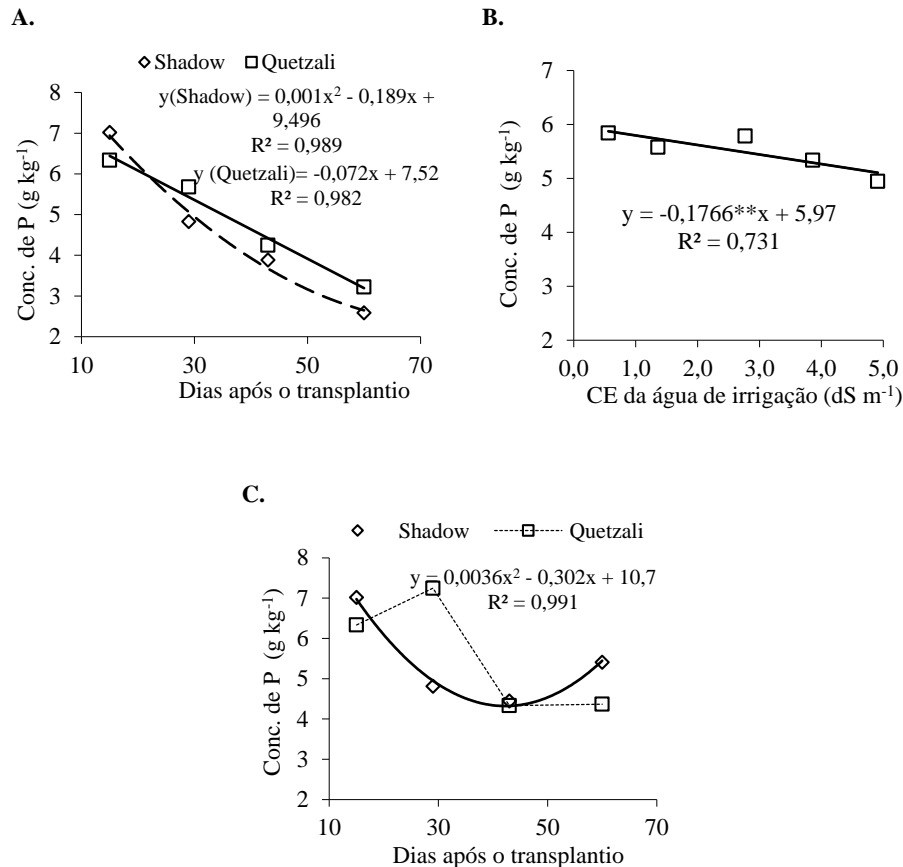 A.
Shadow Quetzali
y(Shadow) = 0,001x² - 0,189x +
9,496
R² = 0,989
y (Quetzali)= -0,072x + 7,52
R² = 0,982
Conc. de P (g kg⁻¹)
8
7
6
5
4
3
2
10 30 50 70
Dias após o transplantio
B.
Conc. de P (g kg⁻¹)
7
6
5
4
3
2
y = -0,1766**x + 5,97
R² = 0,731
0,0 1,0 2,0 3,0 4,0 5,0
CE da água de irrigação (dS m⁻¹)
C.
Shadow Quetzali
y = 0,0036x² - 0,302x + 10,7
R² = 0,991
Conc. de P (g kg⁻¹)
8
7
6
5
4
3
2
10 30 50 70
Dias após o transplantio